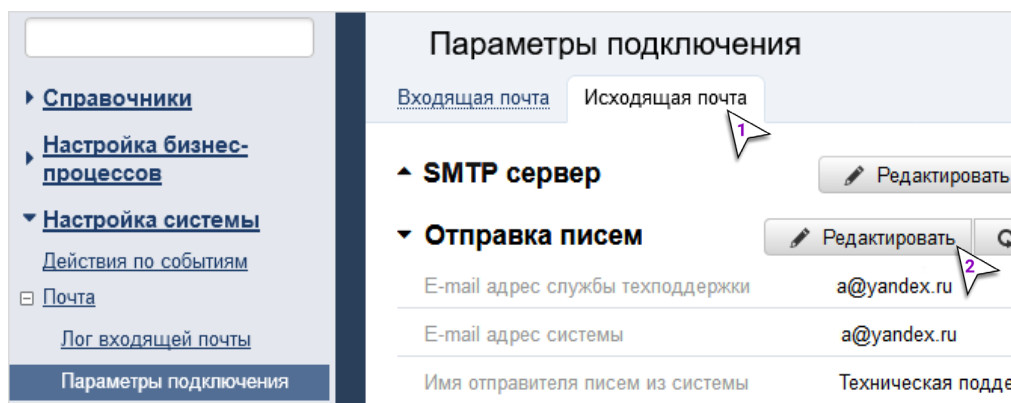 Справочники
Настройка бизнес-
процессов
Настройка системы
Действия по событиям
Почта
Лог входящей почты
Параметры подключения
Параметры подключения
Входящая почта Исходящая почта
1
SMTP сервер Редактировать
Отправка писем Редактировать
2
E-mail адрес службы техподдержки a@yandex.ru
E-mail адрес системы a@yandex.ru
Имя отправителя писем из системы Техническая подде